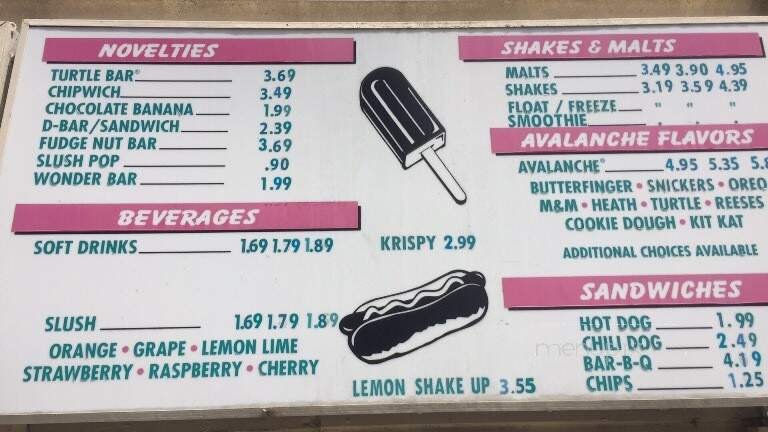 NOVELTIES
TURTLE BAR® 3.69
CHIPWICH 3.49
CHOCOLATE BANANA 1.99
D-BAR/SANDWICH 2.39
FUDGE NUT BAR 3.69
SLUSH POP .90
WONDER BAR 1.99
BEVERAGES
SOFT DRINKS 1.69 1.79 1.89
SLUSH 1.69 1.79 1.89
ORANGE • GRAPE • LEMON LIME
STRAWBERRY • RASPBERRY • CHERRY
KRISPY 2.99
LEMON SHAKE UP 3.55
SHAKES & MALTS
MALTS 3.49 3.90 4.95
SHAKES 3.19 3.59 4.39
FLOAT / FREEZE " " "
SMOOTHIE
AVALANCHE FLAVORS
AVALANCHE® 4.95 5.35
BUTTERFINGER • SNICKERS • OREO
M&M • HEATH • TURTLE • REESES
COOKIE DOUGH • KIT KAT
ADDITIONAL CHOICES AVAILABLE
SANDWICHES
HOT DOG 1.99
CHILI DOG 2.49
BAR-B-Q 4.19
CHIPS 1.25